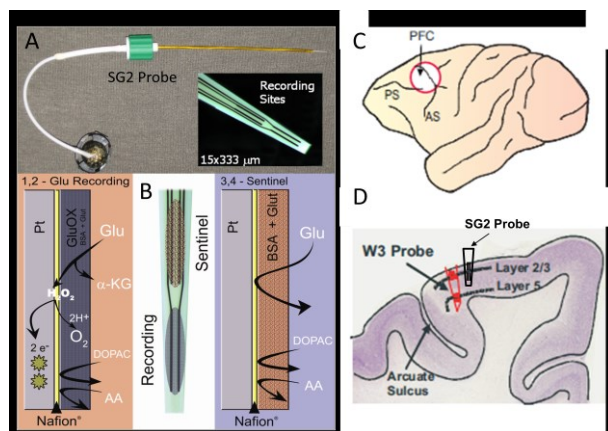 A
SG2 Probe
Recording
Sites
15x333 µm
1,2 - Glu Recording
Pt
GluOX
BSA + Glut
Glu
α-KG
H₂O₂
2H⁺
O₂
2 e⁻
DOPAC
AA
Nafion®
B
Sentinel
Recording
3,4 - Sentinel
Pt
BSA + Glut
Glu
DOPAC
AA
Nafion®
C
PFC
PS
AS
D
SG2 Probe
W3 Probe
Layer 2/3
Layer 5
Arcuate
Sulcus